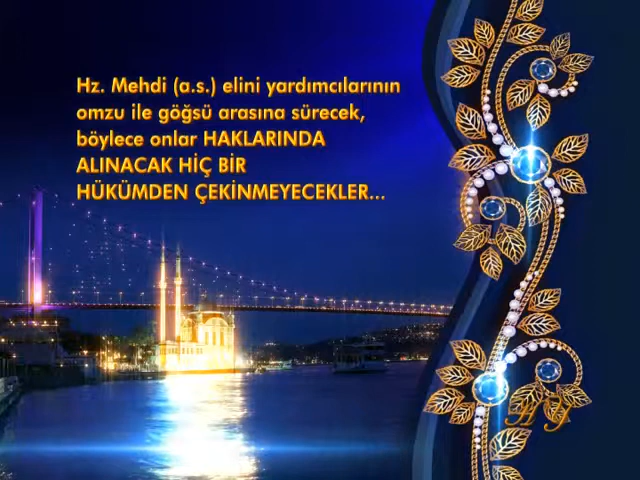 Hz. Mehdi (a.s.) elini yardımcılarının
omzu ile göğsü arasına sürecek,
böylece onlar HAKLARINDA
ALINACAK HİÇ BİR
HÜKÜMDEN ÇEKİNMEYECEKLER...